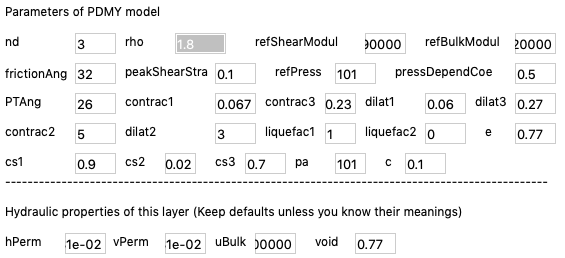 Parameters of PDMY model
nd 3 rho 1.8 refShearModul 90000 refBulkModul 20000
frictionAng 32 peakShearStra 0.1 refPress 101 pressDependCoe 0.5
PTAng 26 contrac1 0.067 contrac3 0.23 dilat1 0.06 dilat3 0.27
contrac2 5 dilat2 3 liquefac1 1 liquefac2 0 e 0.77
cs1 0.9 cs2 0.02 cs3 0.7 pa 101 c 0.1
Hydraulic properties of this layer (Keep defaults unless you know their meanings)
hPerm 1e-02 vPerm 1e-02 uBulk 00000 void 0.77